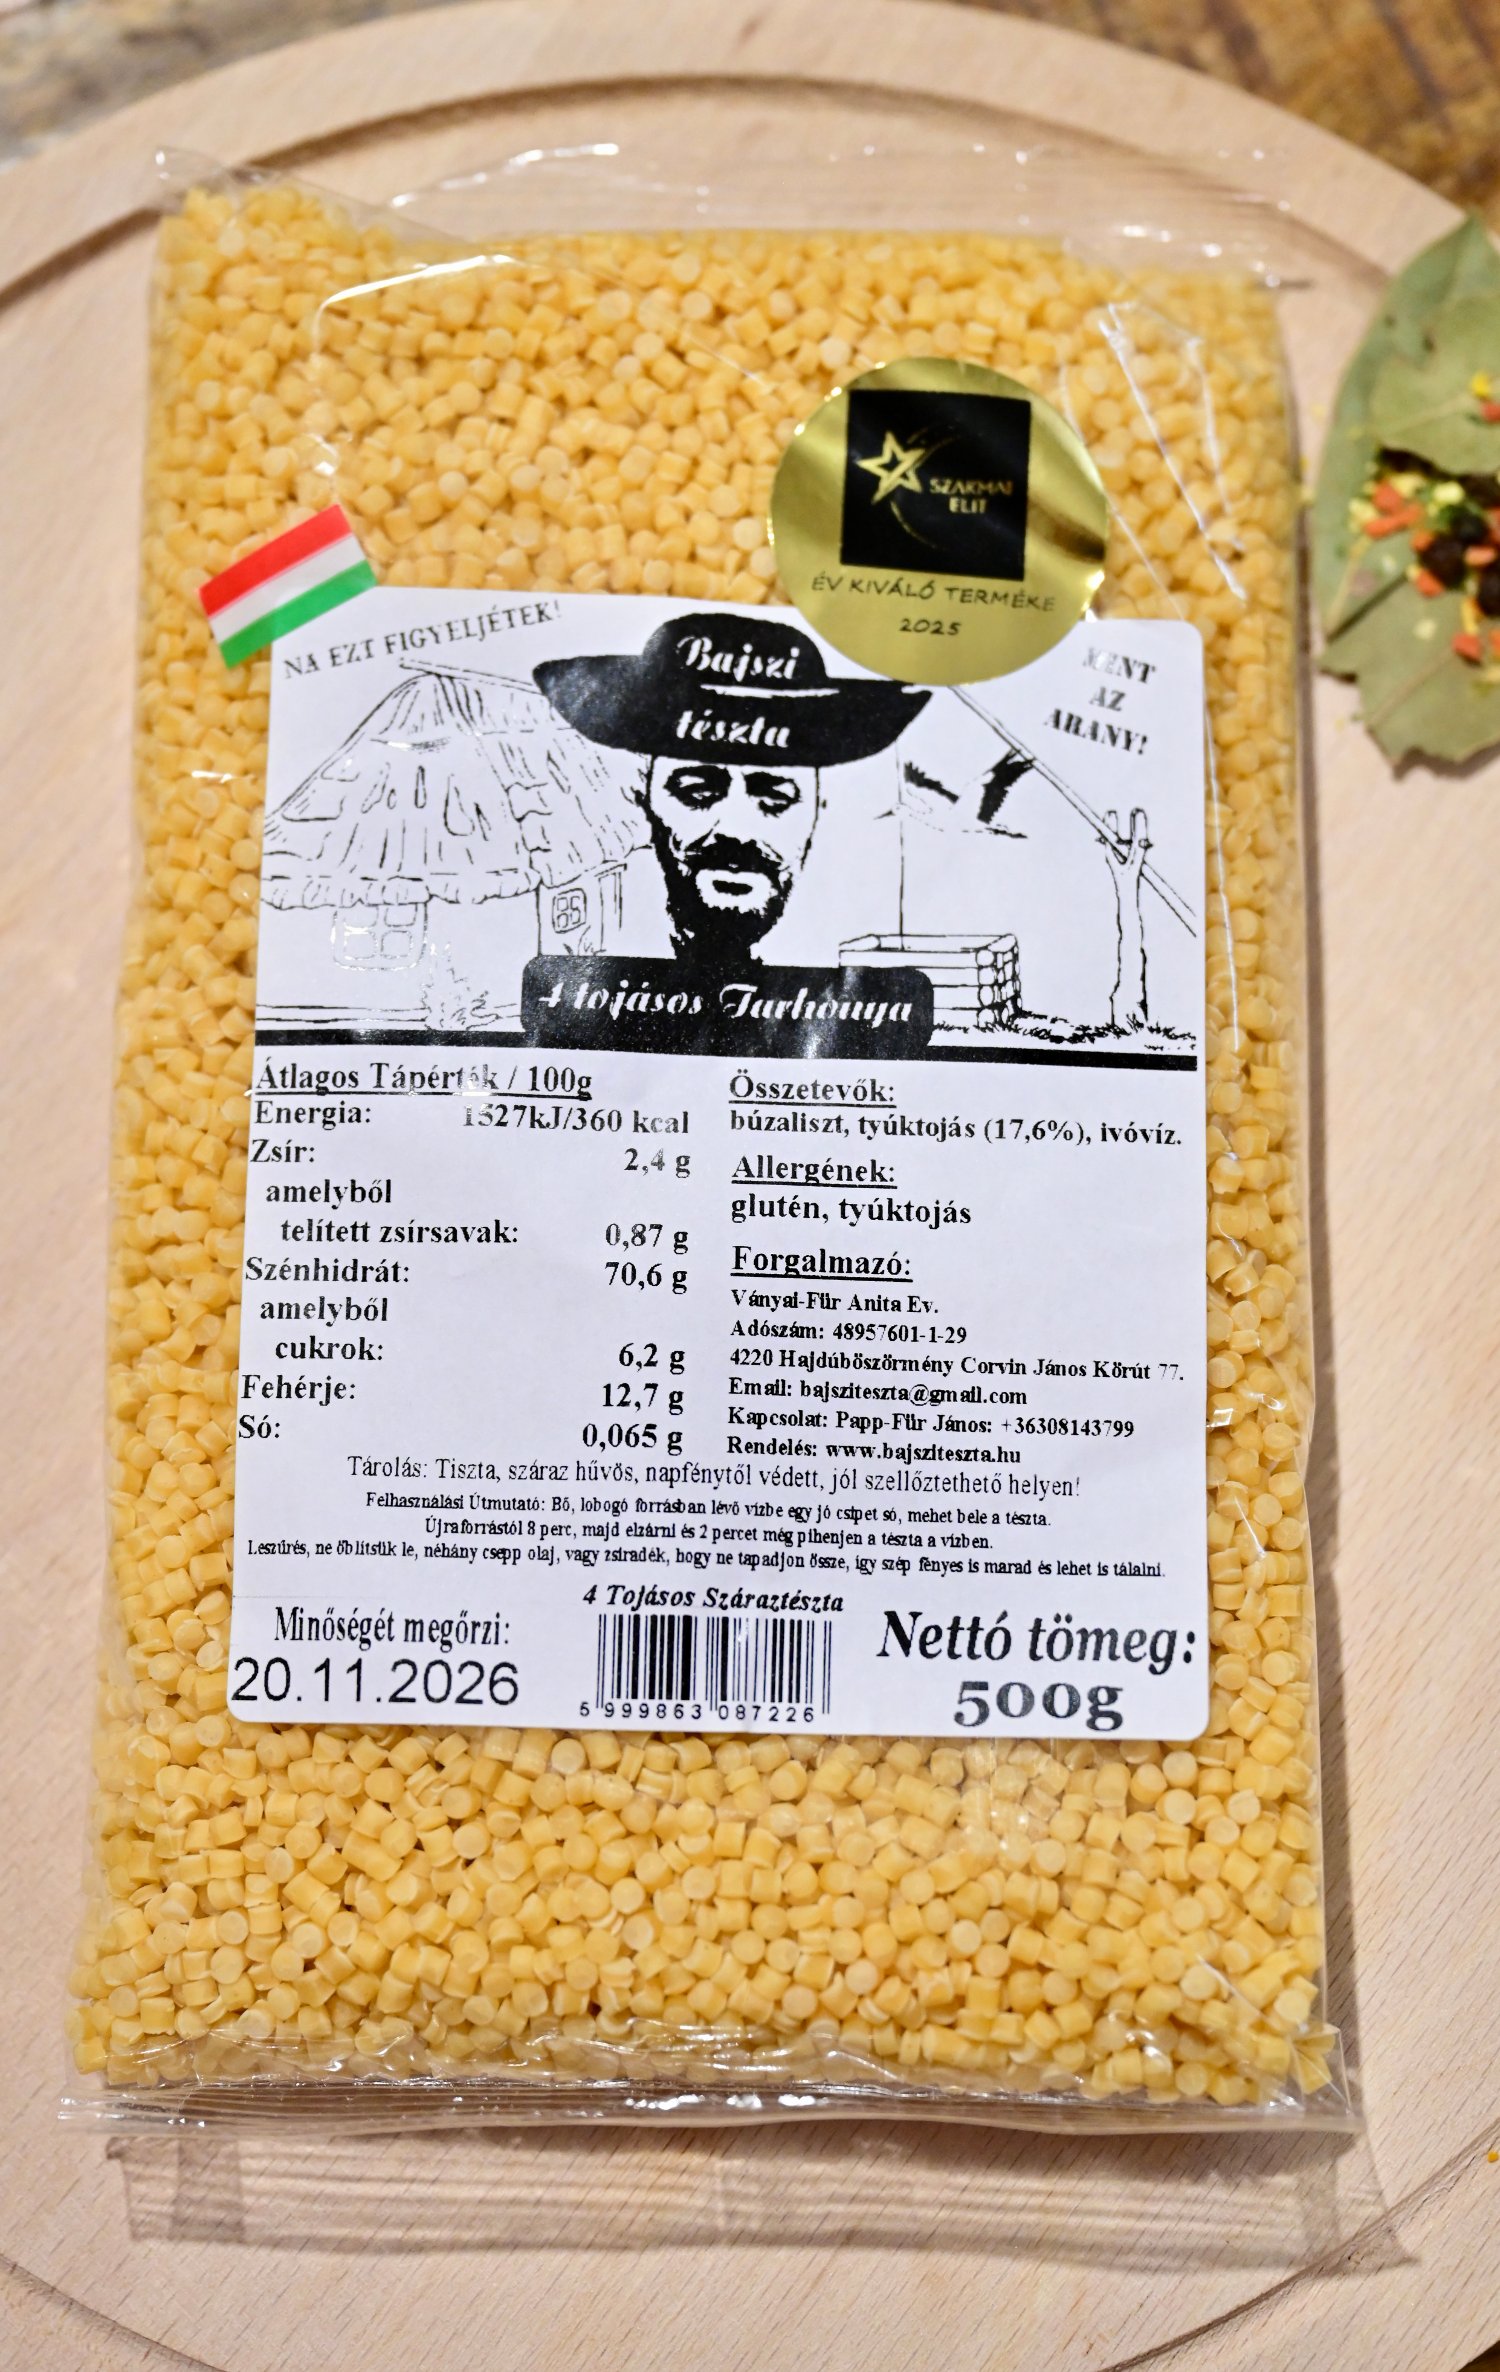 SZAKMAI
ELIT
ÉV KIVÁLÓ TERMÉKE
2025
NA EZT FIGYELJÉTEK!
Bajszi
tészta
MENT
AZ
ARANY!
4 tojásos Tarhonya
Átlagos Tápérték / 100g
Energia: 1527kJ/360 kcal
Zsír: 2,4 g
amelyből
telített zsírsavak: 0,87 g
Szénhidrát: 70,6 g
amelyből
cukrok: 6,2 g
Fehérje: 12,7 g
Só: 0,065 g
Összetevők:
búzaliszt, tyúktojás (17,6%), ivóvíz.
Allergének:
glutén, tyúktojás
Forgalmazó:
Ványai-Für Anita Ev.
Adószám: 48957601-1-29
4220 Hajdúböszörmény Corvin János Körút 77.
Email: bajsziteszta@gmail.com
Kapcsolat: Papp-Für János: +36308143799
Rendelés: www.bajsziteszta.hu
Tárolás: Tiszta, száraz hűvös, napfénytől védett, jól szellőztethető helyen!
Felhasználási Útmutató: Bő, lobogó forrásban lévő vízbe egy jó csipet só, mehet bele a tészta.
Újraforrástól 8 perc, majd elzárni és 2 percet még pihenjen a tészta a vízben.
Leszűrés, ne öblítsük le, néhány csepp olaj, vagy zsiradék, hogy ne tapadjon össze, így szép fényes is marad és lehet is tálalni.
4 Tojásos Száraztészta
Minőségét megőrzi:
20.11.2026
5 999863 087226
Nettó tömeg:
500g